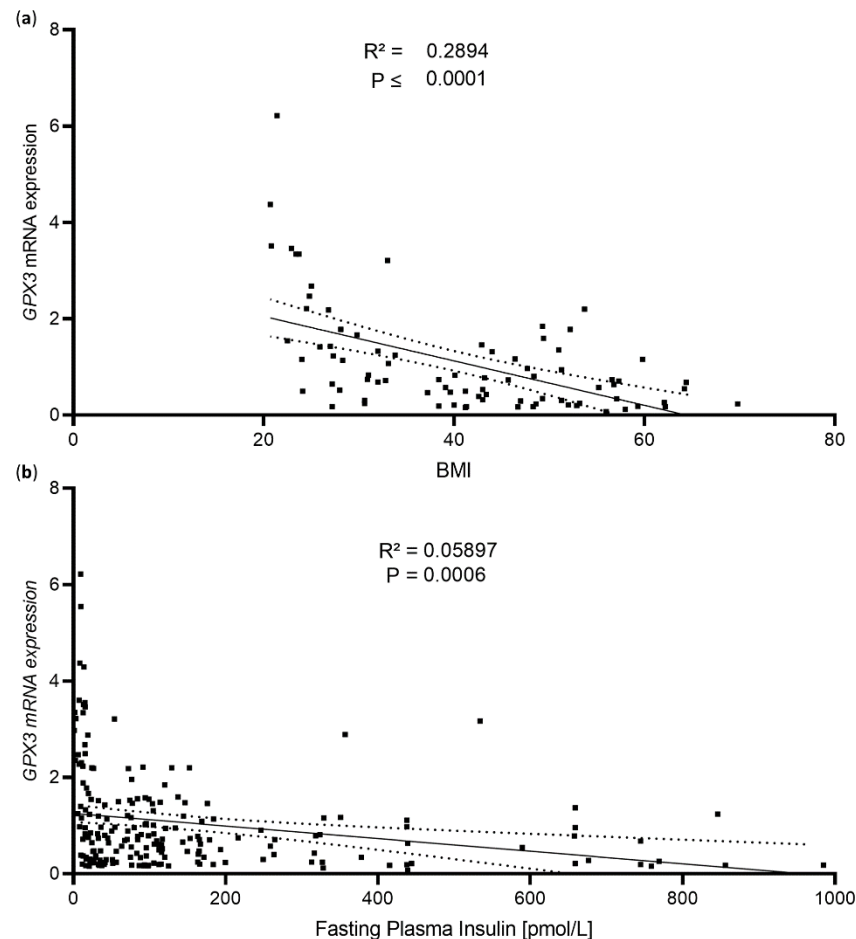 (a)
8
6
4
2
0
GPX3 mRNA expression
R² = 0.2894
P ≤ 0.0001
0 20 40 60 80
BMI
(b)
8
6
4
2
0
GPX3 mRNA expression
R² = 0.05897
P = 0.0006
0 200 400 600 800 1000
Fasting Plasma Insulin [pmol/L]